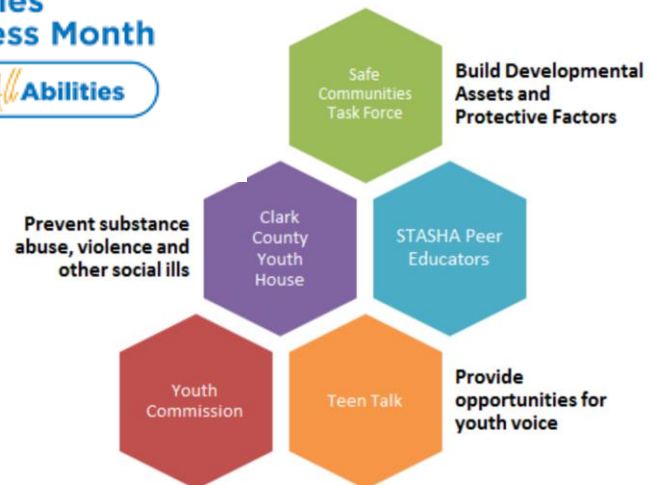 Month
All Abilities
Safe
Communities
Task Force
Build Developmental
Assets and
Protective Factors
Prevent substance
abuse, violence and
other social ills
Clark
County
Youth
House
STASHA Peer
Educators
Youth
Commission
Teen Talk
Provide
opportunities for
youth voice